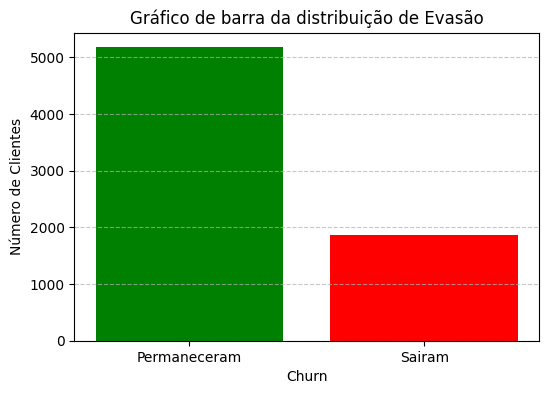 Gráfico de barra da distribuição de Evasão
Número de Clientes
5000
4000
3000
2000
1000
0
Permaneceram Sairam
Churn